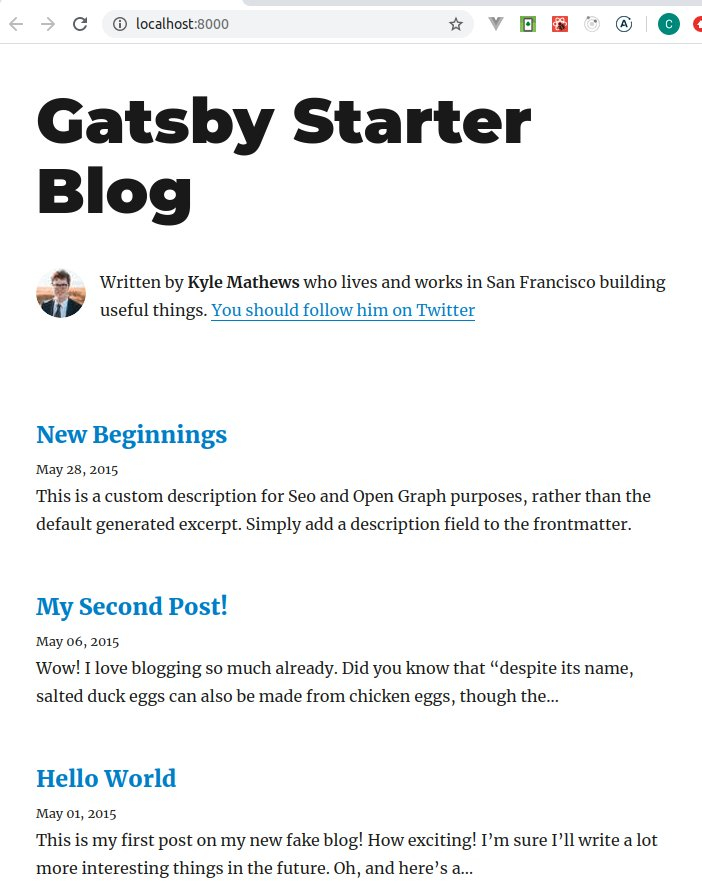 localhost:8000
C
Gatsby Starter
Blog
Written by Kyle Mathews who lives and works in San Francisco building
useful things. You should follow him on Twitter
New Beginnings
May 28, 2015
This is a custom description for Seo and Open Graph purposes, rather than the
default generated excerpt. Simply add a description field to the frontmatter.
My Second Post!
May 06, 2015
Wow! I love blogging so much already. Did you know that “despite its name,
salted duck eggs can also be made from chicken eggs, though the…
Hello World
May 01, 2015
This is my first post on my new fake blog! How exciting! I’m sure I’ll write a lot
more interesting things in the future. Oh, and here’s a…